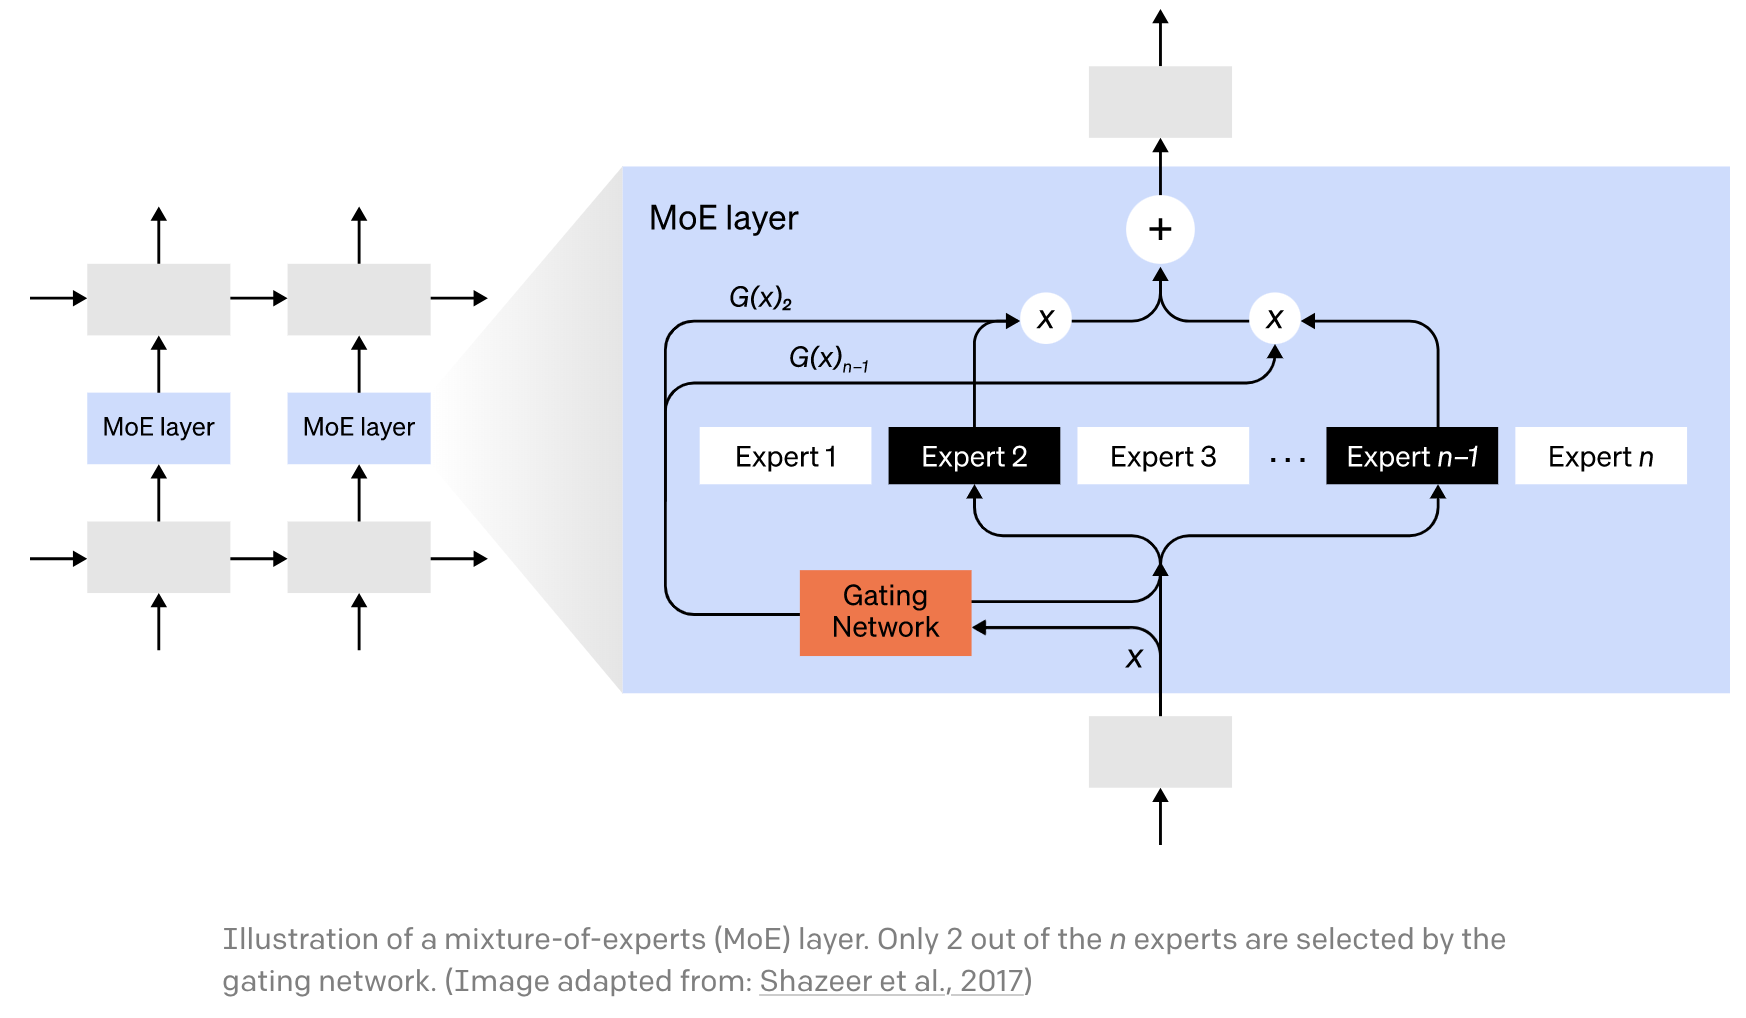 MoE layer
MoE layer
MoE layer
+
G(x)₂
x
x
G(x)ₙ₋₁
Expert 1
Expert 2
Expert 3
...
Expert n–1
Expert n
Gating
Network
x
Illustration of a mixture-of-experts (MoE) layer. Only 2 out of the n experts are selected by the
gating network. (Image adapted from: Shazeer et al., 2017)